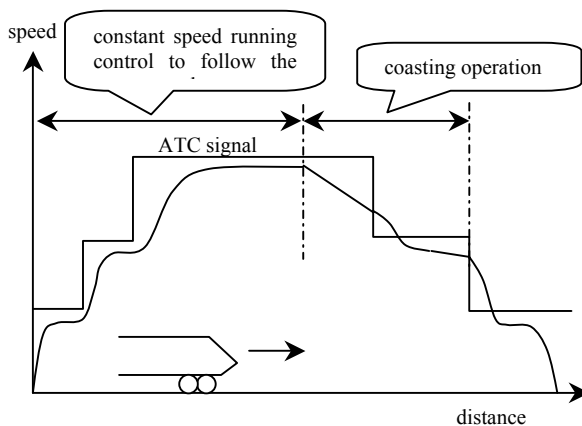 speed
constant speed running
control to follow the
coasting operation
ATC signal
distance